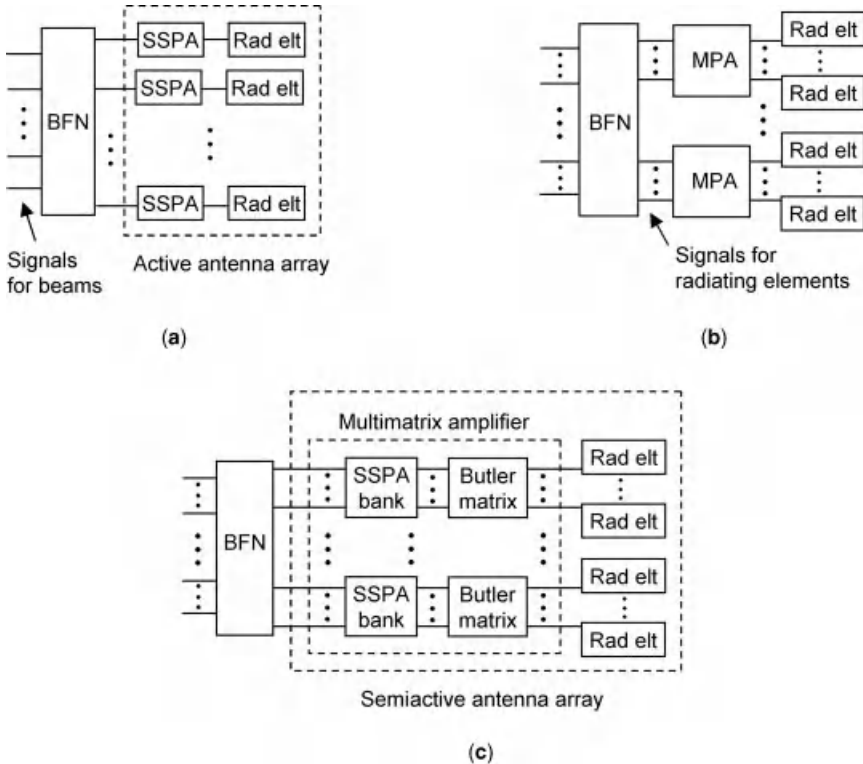 BFN
SSPA
Rad elt
SSPA
Rad elt
SSPA
Rad elt
Signals
for beams
Active antenna array
(a)
BFN
MPA
MPA
Rad elt
Rad elt
Rad elt
Rad elt
Signals for
radiating elements
(b)
Multimatrix amplifier
BFN
SSPA
bank
Butler
matrix
SSPA
bank
Butler
matrix
Rad elt
Rad elt
Rad elt
Rad elt
Semiactive antenna array
(c)